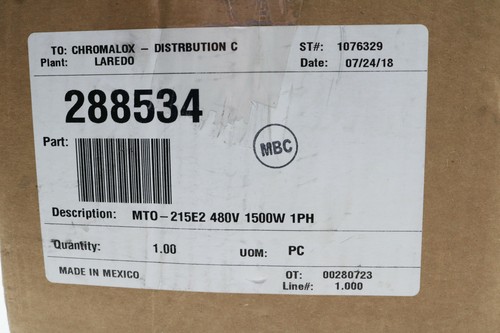 TO: CHROMALOX - DISTRBUTION C ST#: 1076329
Plant: LAREDO Date: 07/24/18
288534
Part:
MBC
Description: MTO-215E2 480V 1500W 1PH
Quantity: 1.00 UOM: PC
MADE IN MEXICO OT: 00280723
Line#: 1.000